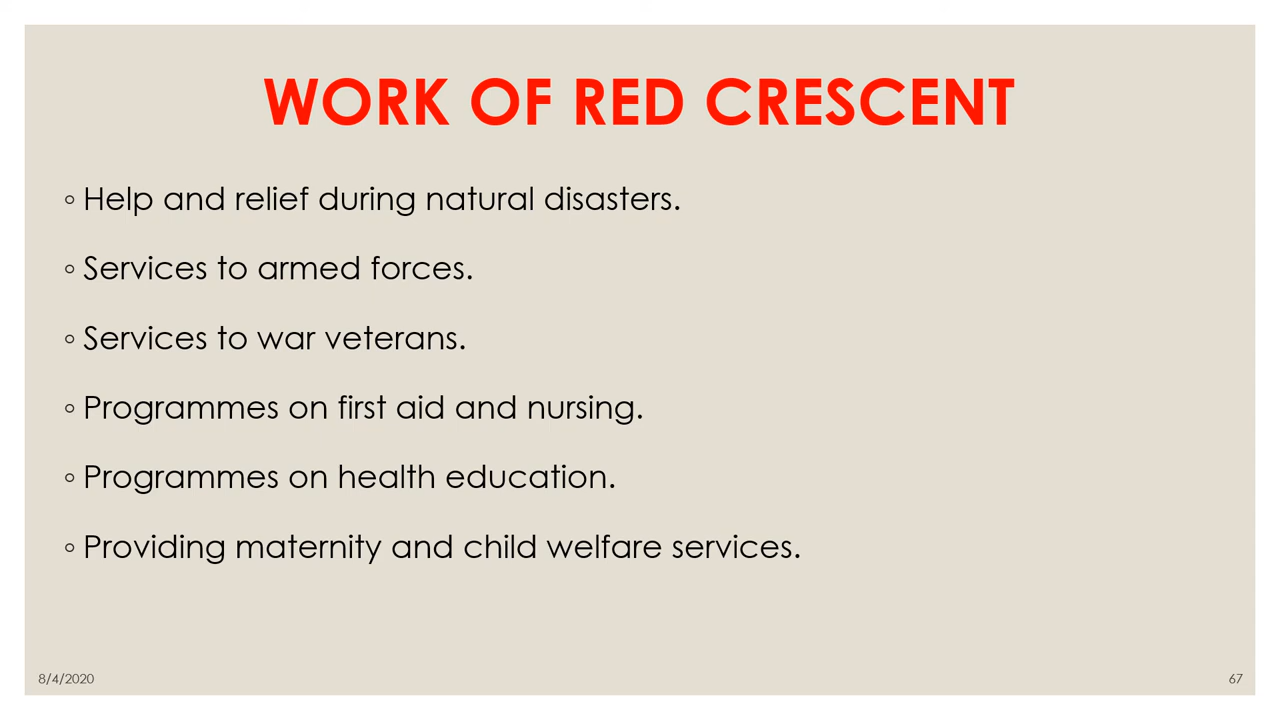 WORK OF RED CRESCENT
◦ Help and relief during natural disasters.
◦ Services to armed forces.
◦ Services to war veterans.
◦ Programmes on first aid and nursing.
◦ Programmes on health education.
◦ Providing maternity and child welfare services.
8/4/2020
67